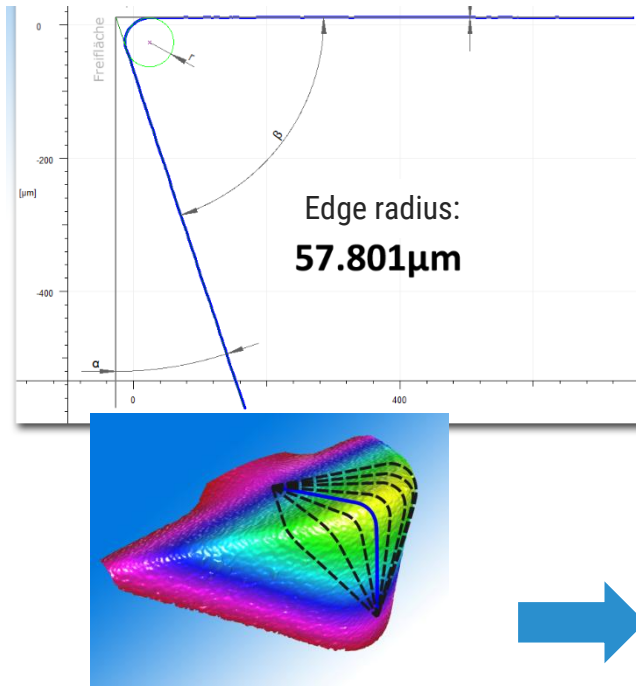 0
Freifläche
r
β
-200
[µm]
Edge radius:
57.801µm
-400
α
0
400